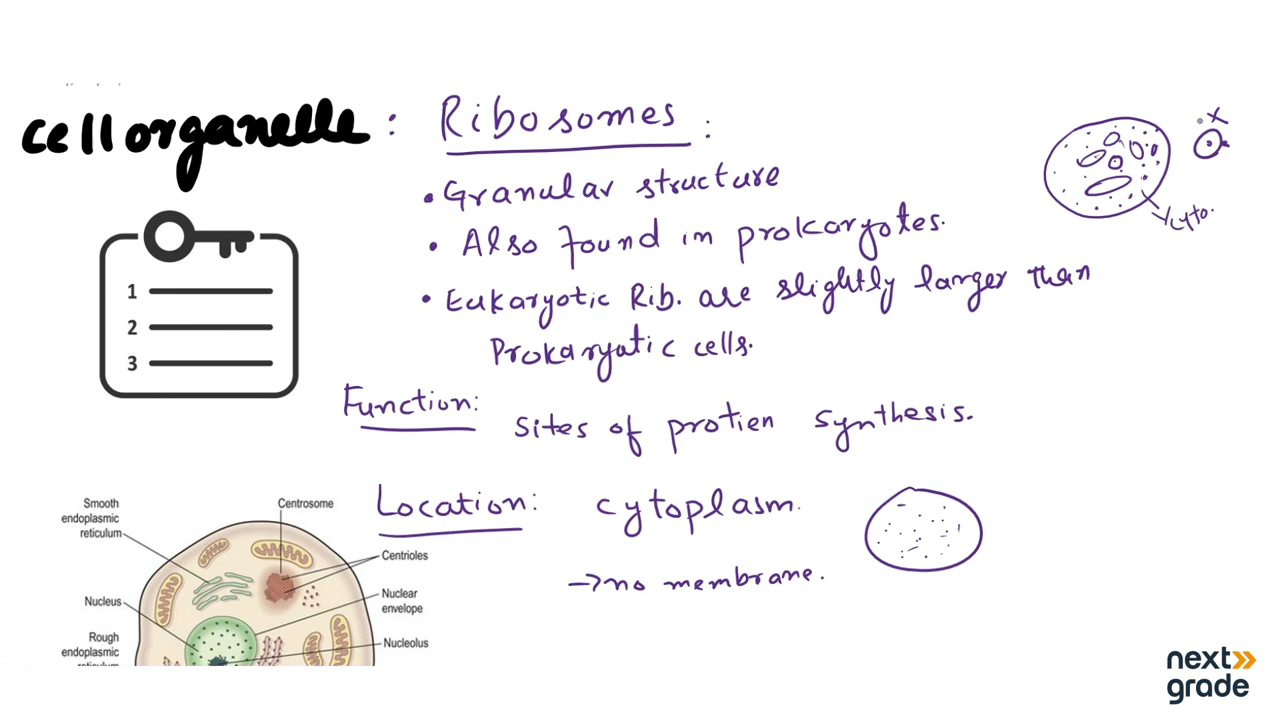 cell organelle : Ribosomes :
• Granular structure
• Also found in prokaryotes.
• Eukaryotic Rib. are slightly larger than
Prokaryatic cells.
Function: Sites of protien synthesis.
Location: cytoplasm.
→ no membrane.
x
cyto.
1
2
3
Smooth
endoplasmic
reticulum
Centrosome
Centrioles
Nucleus
Nuclear
envelope
Rough
endoplasmic
reticulum
Nucleolus
next
grade